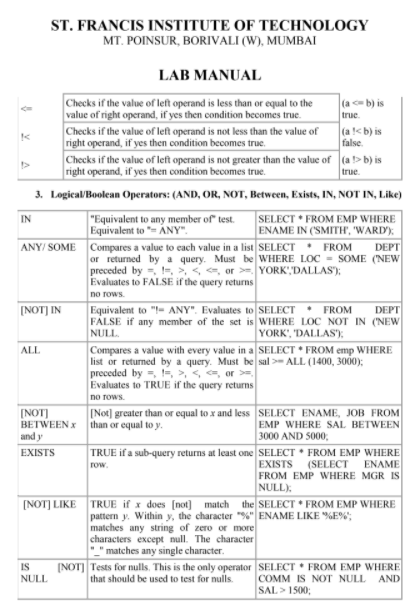 ST. FRANCIS INSTITUTE OF TECHNOLOGY
MT. POINSUR, BORIVALI (W), MUMBAI
LAB MANUAL
<= Checks if the value of left operand is less than or equal to the (a <= b) is
value of right operand, if yes then condition becomes true. true.
!< Checks if the value of left operand is not less than the value of (a !< b) is
right operand, if yes then condition becomes true. false.
!> Checks if the value of left operand is not greater than the value of (a !> b) is
right operand, if yes then condition becomes true. true.
3. Logical/Boolean Operators: (AND, OR, NOT, Between, Exists, IN, NOT IN, Like)
IN "Equivalent to any member of" test. SELECT * FROM EMP WHERE
Equivalent to "= ANY". ENAME IN ('SMITH', 'WARD');
ANY/ SOME Compares a value to each value in a list SELECT * FROM DEPT
or returned by a query. Must be WHERE LOC = SOME ('NEW
preceded by =, !=, >, <, <=, or >=. YORK','DALLAS');
Evaluates to FALSE if the query returns
no rows.
[NOT] IN Equivalent to "!= ANY". Evaluates to SELECT * FROM DEPT
FALSE if any member of the set is WHERE LOC NOT IN ('NEW
NULL. YORK', 'DALLAS');
ALL Compares a value with every value in a SELECT * FROM emp WHERE
list or returned by a query. Must be sal >= ALL (1400, 3000);
preceded by =, !=, >, <, <=, or >=.
Evaluates to TRUE if the query returns
no rows.
[NOT] [Not] greater than or equal to x and less SELECT ENAME, JOB FROM
BETWEEN x than or equal to y. EMP WHERE SAL BETWEEN
and y 3000 AND 5000;
EXISTS TRUE if a sub-query returns at least one SELECT * FROM EMP WHERE
row. EXISTS (SELECT ENAME
FROM EMP WHERE MGR IS
NULL);
[NOT] LIKE TRUE if x does [not] match the SELECT * FROM EMP WHERE
pattern y. Within y, the character "%" ENAME LIKE '%E%';
matches any string of zero or more
characters except null. The character
"_" matches any single character.
IS [NOT] Tests for nulls. This is the only operator SELECT * FROM EMP WHERE
NULL that should be used to test for nulls. COMM IS NOT NULL AND
SAL > 1500;